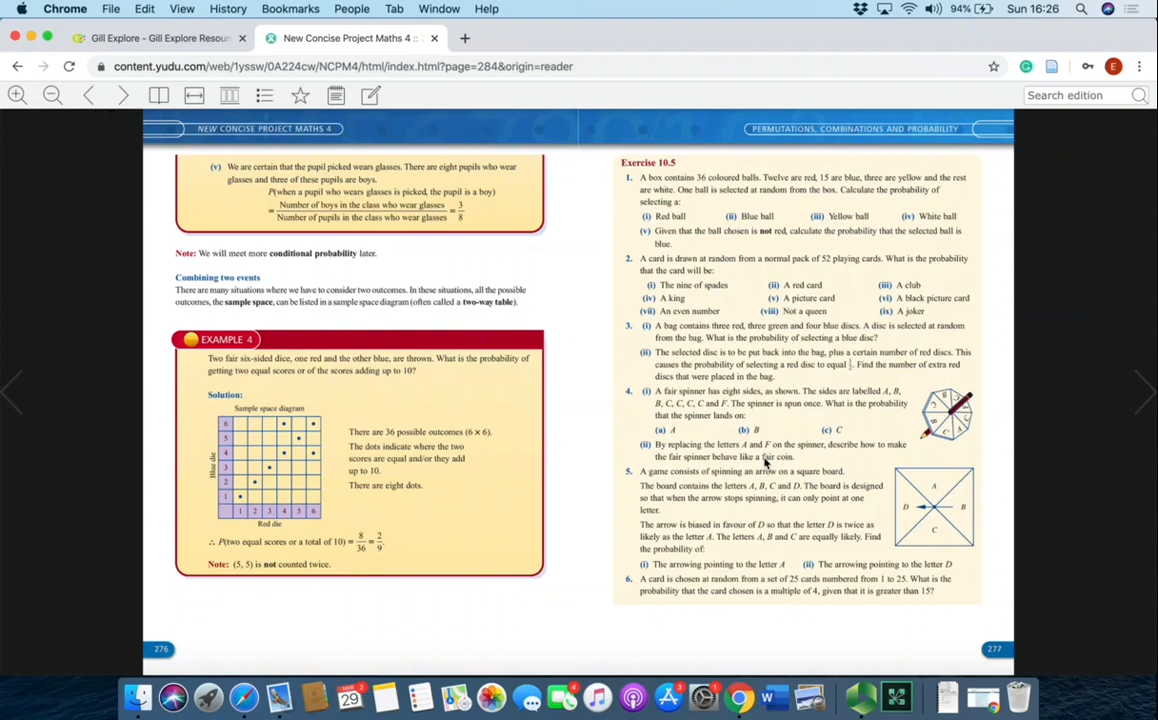 Chrome File Edit View History Bookmarks People Tab Window Help 94% Sun 16:26
Gill Explore - Gill Explore Resour × New Concise Project Maths 4 :: × +
content.yudu.com/web/1yssw/0A224cw/NCPM4/html/index.html?page=284&origin=reader E
Search edition
NEW CONCISE PROJECT MATHS 4
(v) We are certain that the pupil picked wears glasses. There are eight pupils who wear
glasses and three of these pupils are boys.
P(when a pupil who wears glasses is picked, the pupil is a boy)
= Number of boys in the class who wear glasses / Number of pupils in the class who wear glasses = 3/8
Note: We will meet more conditional probability later.
Combining two events
There are many situations where we have to consider two outcomes. In these situations, all the possible
outcomes, the sample space, can be listed in a sample space diagram (often called a two-way table).
EXAMPLE 4
Two fair six-sided dice, one red and the other blue, are thrown. What is the probability of
getting two equal scores or of the scores adding up to 10?
Solution:
Sample space diagram
6
5
4
3
2
1
1 2 3 4 5 6
Blue die
Red die
There are 36 possible outcomes (6 × 6).
The dots indicate where the two
scores are equal and/or they add
up to 10.
There are eight dots.
∴ P(two equal scores or a total of 10) = 8/36 = 2/9.
Note: (5, 5) is not counted twice.
276
PERMUTATIONS, COMBINATIONS AND PROBABILITY
Exercise 10.5
1. A box contains 36 coloured balls. Twelve are red, 15 are blue, three are yellow and the rest
are white. One ball is selected at random from the box. Calculate the probability of
selecting a:
(i) Red ball (ii) Blue ball (iii) Yellow ball (iv) White ball
(v) Given that the ball chosen is not red, calculate the probability that the selected ball is
blue.
2. A card is drawn at random from a normal pack of 52 playing cards. What is the probability
that the card will be:
(i) The nine of spades (ii) A red card (iii) A club
(iv) A king (v) A picture card (vi) A black picture card
(vii) An even number (viii) Not a queen (ix) A joker
3. (i) A bag contains three red, three green and four blue discs. A disc is selected at random
from the bag. What is the probability of selecting a blue disc?
(ii) The selected disc is to be put back into the bag, plus a certain number of red discs. This
causes the probability of selecting a red disc to equal 1/2. Find the number of extra red
discs that were placed in the bag.
4. (i) A fair spinner has eight sides, as shown. The sides are labelled A, B,
B, C, C, C, C and F. The spinner is spun once. What is the probability
that the spinner lands on:
(a) A (b) B (c) C
(ii) By replacing the letters A and F on the spinner, describe how to make
the fair spinner behave like a fair coin.
5. A game consists of spinning an arrow on a square board.
The board contains the letters A, B, C and D. The board is designed
so that when the arrow stops spinning, it can only point at one
letter.
The arrow is biased in favour of D so that the letter D is twice as
likely as the letter A. The letters A, B and C are equally likely. Find
the probability of:
(i) The arrowing pointing to the letter A (ii) The arrowing pointing to the letter D
A
D B
C
6. A card is chosen at random from a set of 25 cards numbered from 1 to 25. What is the
probability that the card chosen is a multiple of 4, given that it is greater than 15?
277